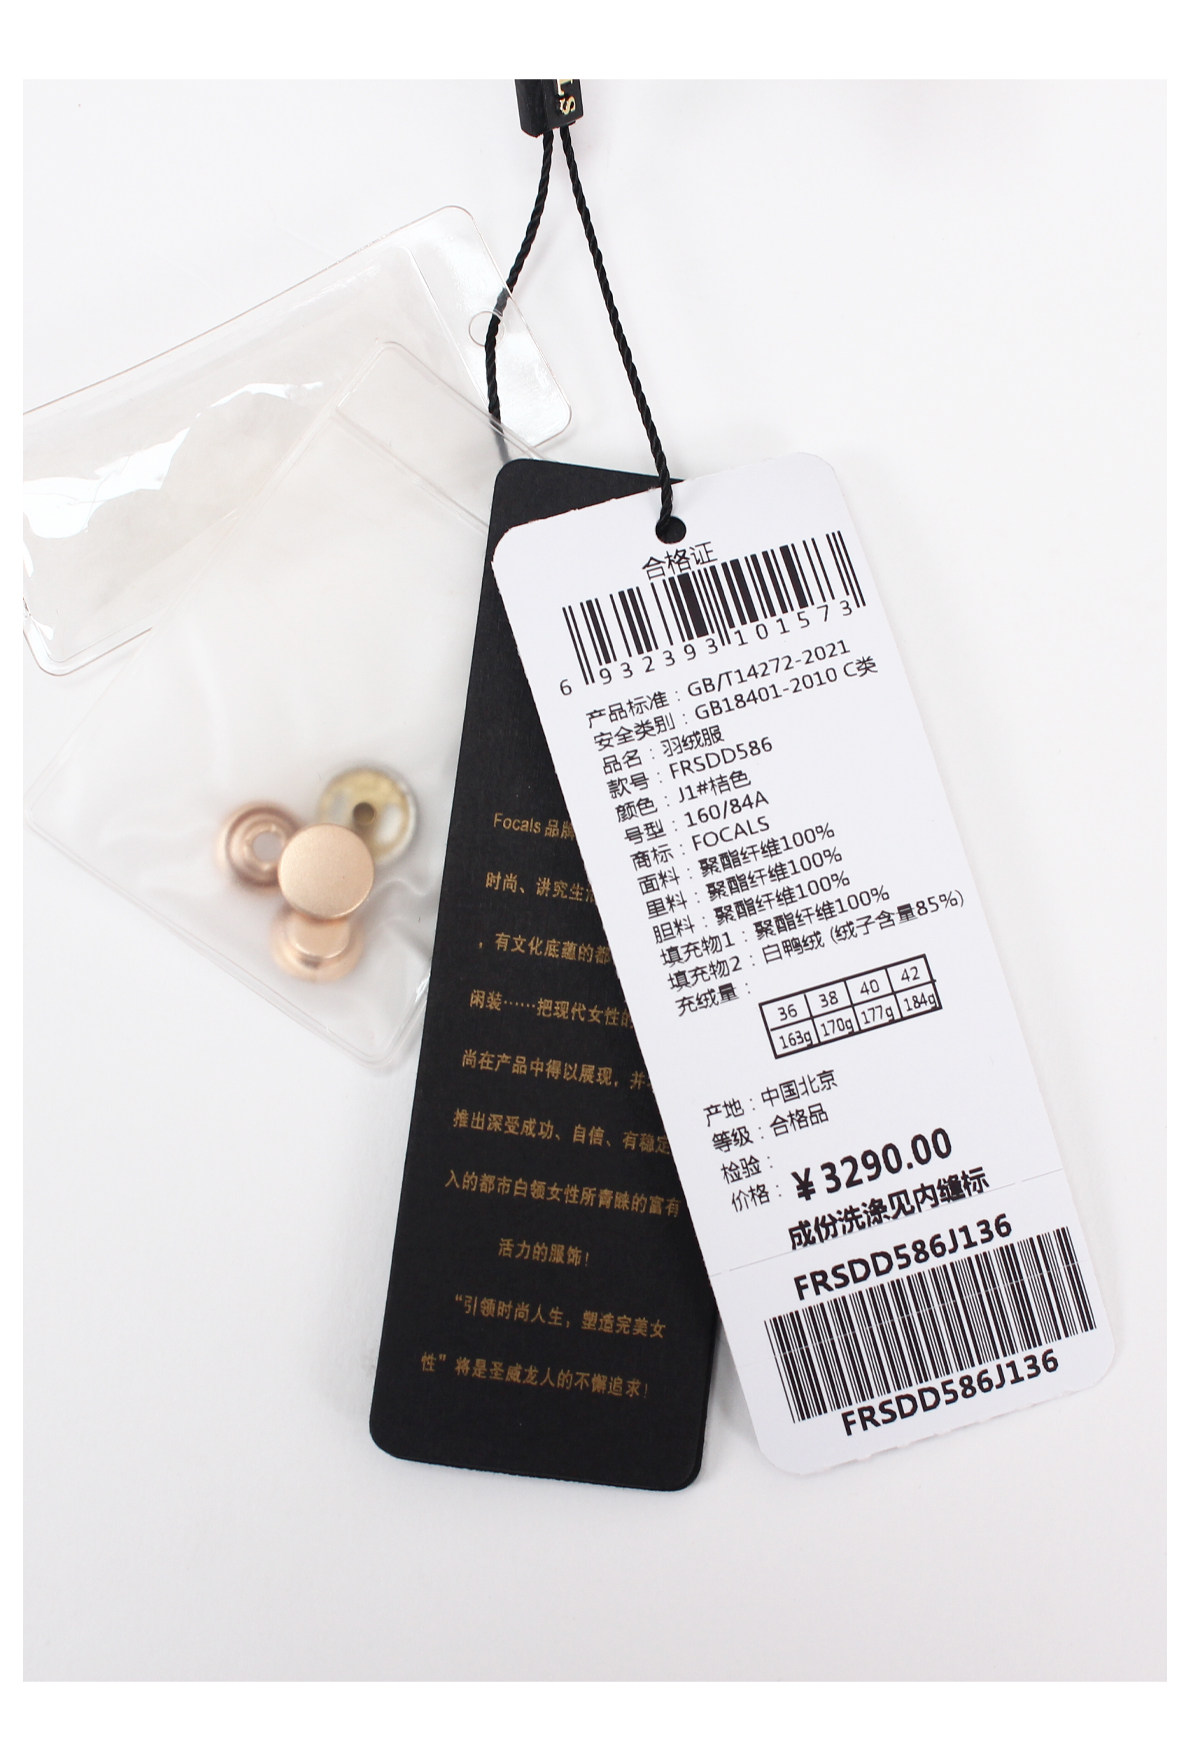 LS
合格证
6 932393 101573
产品标准：GB/T14272-2021
安全类别：GB18401-2010 C类
品名：羽绒服
款号：FRSDD586
颜色：J1#桔色
号型：160/84A
商标：FOCALS
面料：聚酯纤维100%
里料：聚酯纤维100%
胆料：聚酯纤维100%
填充物1：聚酯纤维100%
填充物2：白鸭绒 (绒子含量85%)
充绒量：
36 38 40 42
163g 170g 177g 184g
产地：中国北京
等级：合格品
检验：
价格：¥3290.00
成份洗涤见内缝标
FRSDD586J136
FRSDD586J136
Focals 品牌
时尚、讲究生活
，有文化底蕴的都
闲装……把现代女性的
尚在产品中得以展现，并
推出深受成功、自信、有稳定
入的都市白领女性所青睐的富有
活力的服饰！
“引领时尚人生，塑造完美女
性”将是圣威龙人的不懈追求！